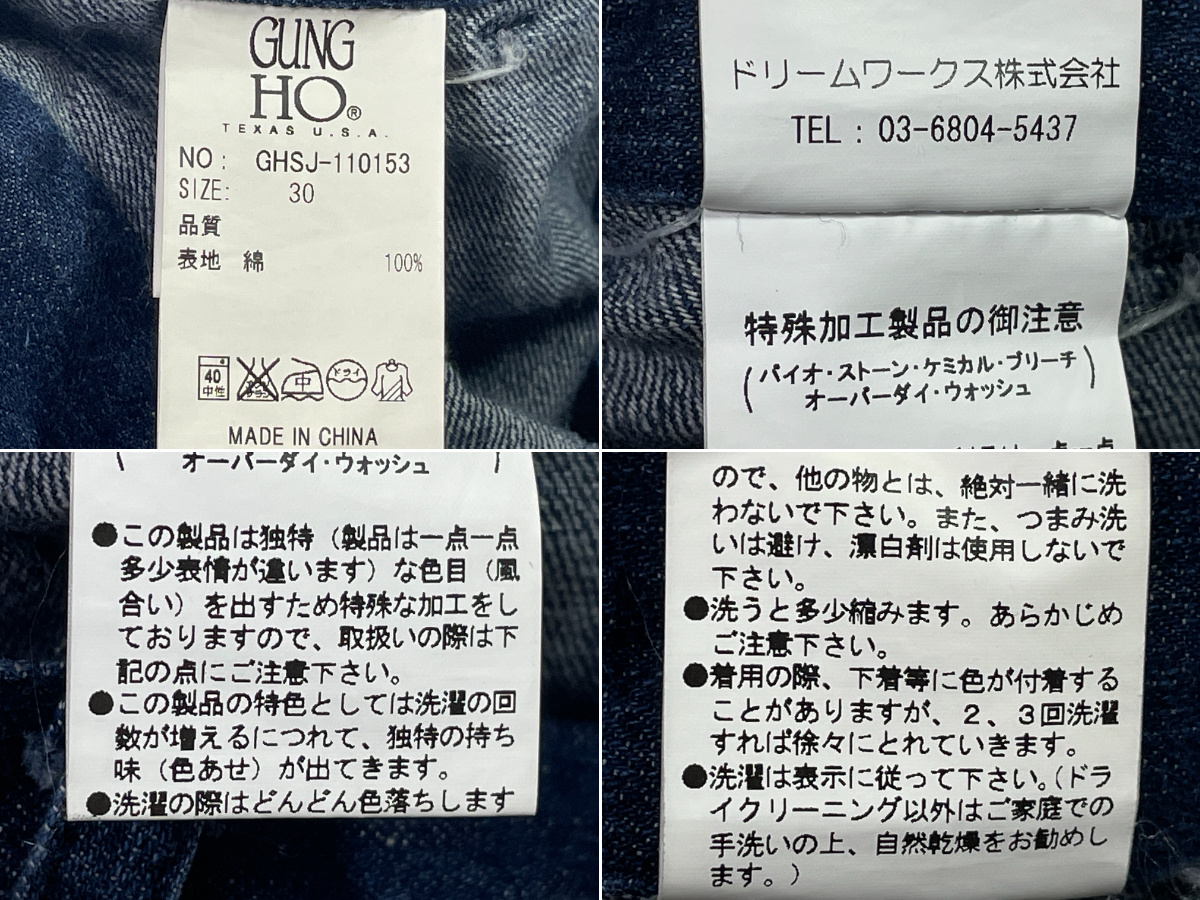 GUNG
HO®
TEXAS U.S.A.
NO: GHSJ-110153
SIZE: 30
品質
表地 綿 100%
40
中性
中
ドライ
MADE IN CHINA
ドリームワークス株式会社
TEL : 03-6804-5437
特殊加工製品の御注意
(バイオ・ストーン・ケミカル・ブリーチ
オーバーダイ・ウォッシュ)
オーバーダイ・ウォッシュ
●この製品は独特(製品は一点一点
多少表情が違います)な色目(風
合い)を出すため特殊な加工をし
ておりますので、取扱いの際は下
記の点にご注意下さい。
●この製品の特色としては洗濯の回
数が増えるにつれて、独特の持ち
味(色あせ)が出てきます。
●洗濯の際はどんどん色落ちします
ので、他の物とは、絶対一緒に洗
わないで下さい。また、つまみ洗
いは避け、漂白剤は使用しないで
下さい。
●洗うと多少縮みます。あらかじめ
ご注意下さい。
●着用の際、下着等に色が付着する
ことがありますが、2、3回洗濯
すれば徐々にとれていきます。
●洗濯は表示に従って下さい。(ドラ
イクリーニング以外はご家庭での
手洗いの上、自然乾燥をお勧めし
ます。)